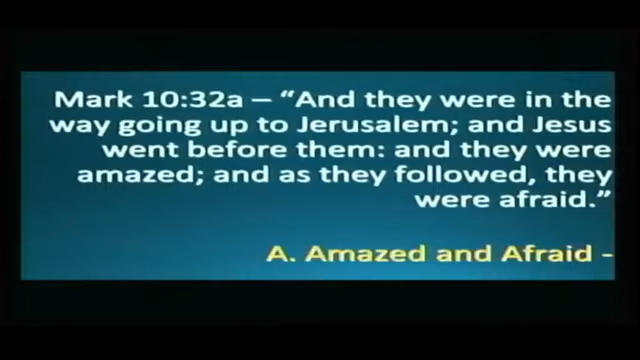 Mark 10:32a – “And they were in the
way going up to Jerusalem; and Jesus
went before them: and they were
amazed; and as they followed, they
were afraid.”
A. Amazed and Afraid -